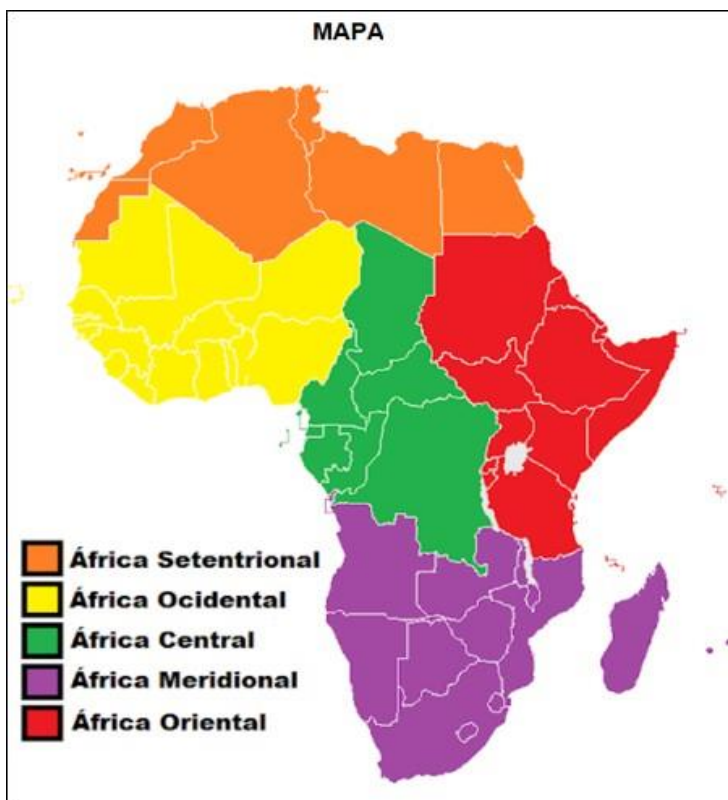 MAPA
África Setentrional
África Ocidental
África Central
África Meridional
África Oriental